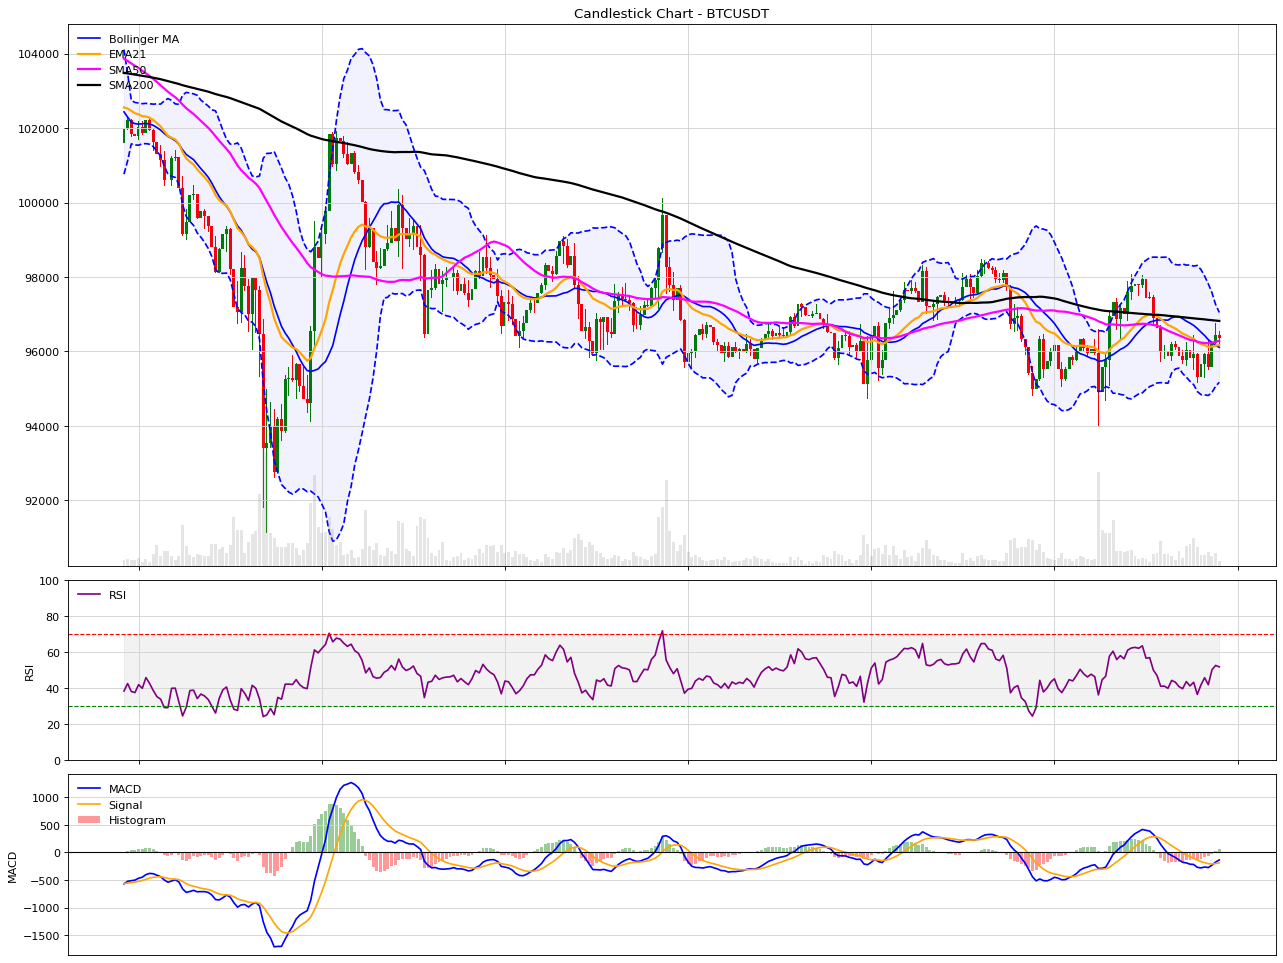 Candlestick Chart - BTCUSDT
Bollinger MA
EMA21
SMA50
SMA200
104000
102000
100000
98000
96000
94000
92000
RSI
100
80
60
40
20
0
RSI
MACD
Signal
Histogram
1000
500
0
−500
−1000
−1500
MACD